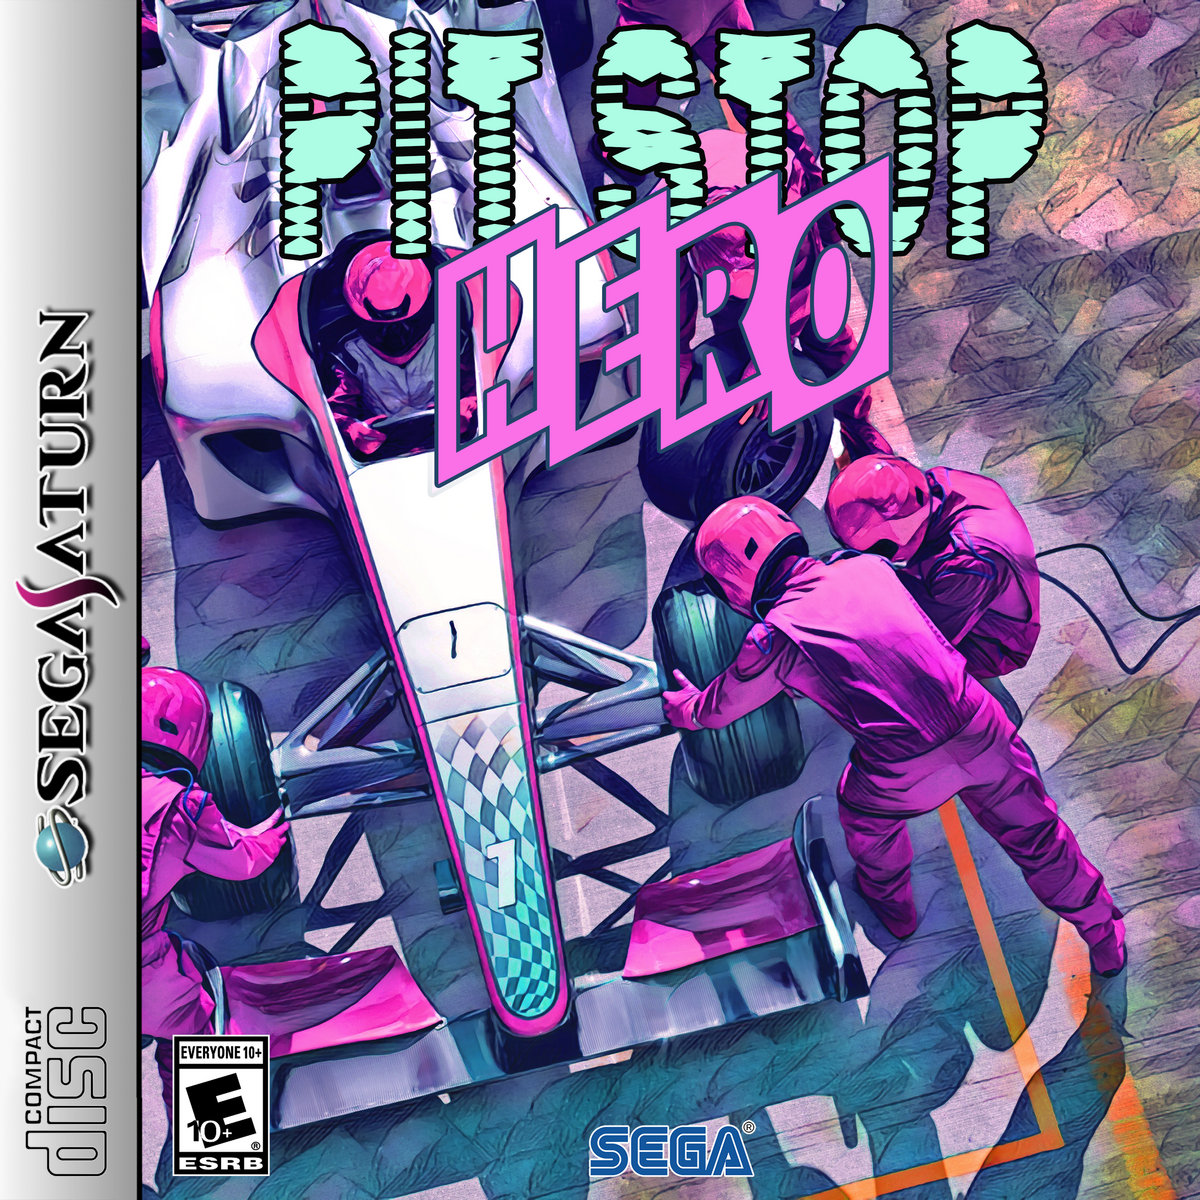 PIT STOP
HERO
SEGA SATURN
COMPACT
disc
1
1
EVERYONE 10+
E
10+
®
ESRB
SEGA®